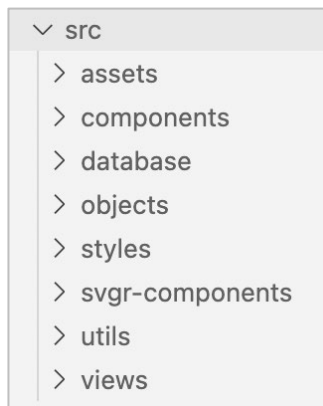 src
assets
components
database
objects
styles
svgr-components
utils
views